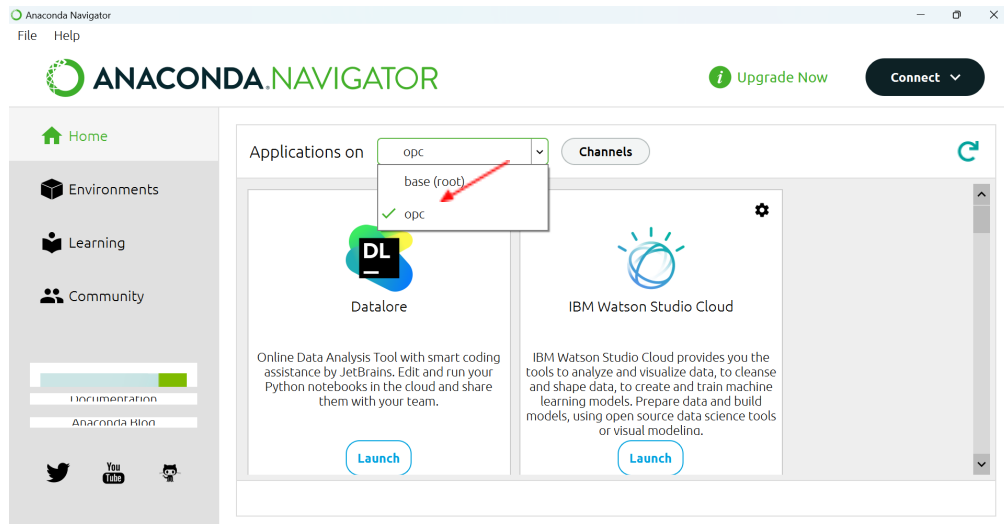 Anaconda Navigator
File Help
ANACONDA.NAVIGATOR
i Upgrade Now
Connect
Home
Applications on opc Channels
base (root)
opc
Environments
Learning
Community
DL
Datalore
Online Data Analysis Tool with smart coding
assistance by JetBrains. Edit and run your
Python notebooks in the cloud and share
them with your team.
Launch
IBM Watson Studio Cloud
IBM Watson Studio Cloud provides you the
tools to analyze and visualize data, to cleanse
and shape data, to create and train machine
learning models. Prepare data and build
models, using open source data science tools
or visual modeling.
Launch
Documentation
Anaconda Blog
You
Tube